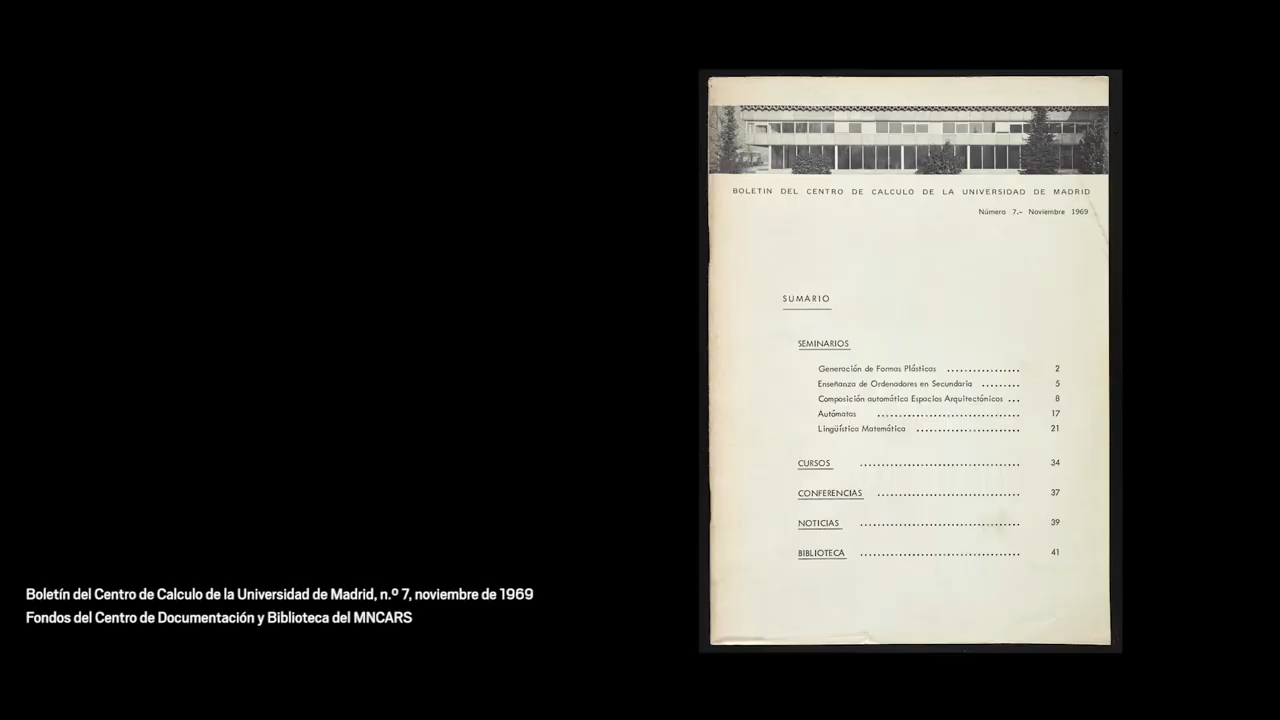 BOLETIN DEL CENTRO DE CALCULO DE LA UNIVERSIDAD DE MADRID
Número 7.- Noviembre 1969
SUMARIO
SEMINARIOS
Generación de Formas Plásticas ................. 2
Enseñanza de Ordenadores en Secundaria ......... 5
Composición automática Espacios Arquitectónicos ... 8
Autómatas ................................ 17
Lingüística Matemática ....................... 21
CURSOS ................................... 34
CONFERENCIAS ................................ 37
NOTICIAS ................................... 39
BIBLIOTECA ................................... 41
Boletín del Centro de Calculo de la Universidad de Madrid, n.º 7, noviembre de 1969
Fondos del Centro de Documentación y Biblioteca del MNCARS